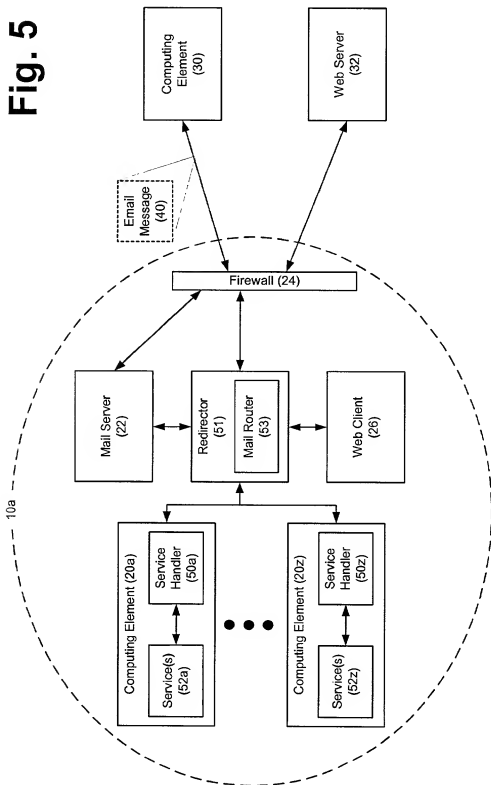 Fig. 5
10a
Computing Element (20a)
Service(s)
(52a)
Service
Handler
(50a)
Computing Element (20z)
Service(s)
(52z)
Service
Handler
(50z)
Mail Server
(22)
Redirector
(51)
Mail Router
(53)
Web Client
(26)
Firewall (24)
Email
Message
(40)
Computing
Element
(30)
Web Server
(32)